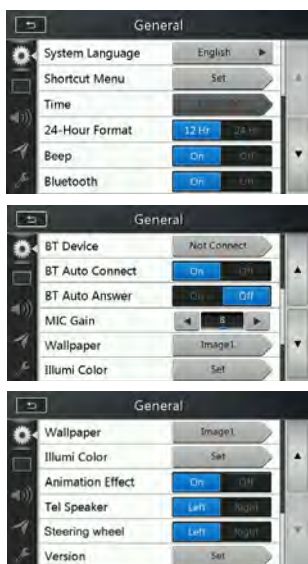 General
System Language English
Shortcut Menu Set
Time
24-Hour Format 12 Hr 24 Hr
Beep On Off
Bluetooth On Off
General
BT Device Not Connect
BT Auto Connect On Off
BT Auto Answer On Off
MIC Gain 8
Wallpaper Image1
Illumi Color Set
General
Wallpaper Image1
Illumi Color Set
Animation Effect On Off
Tel Speaker Left Right
Steering wheel Left Right
Version Set